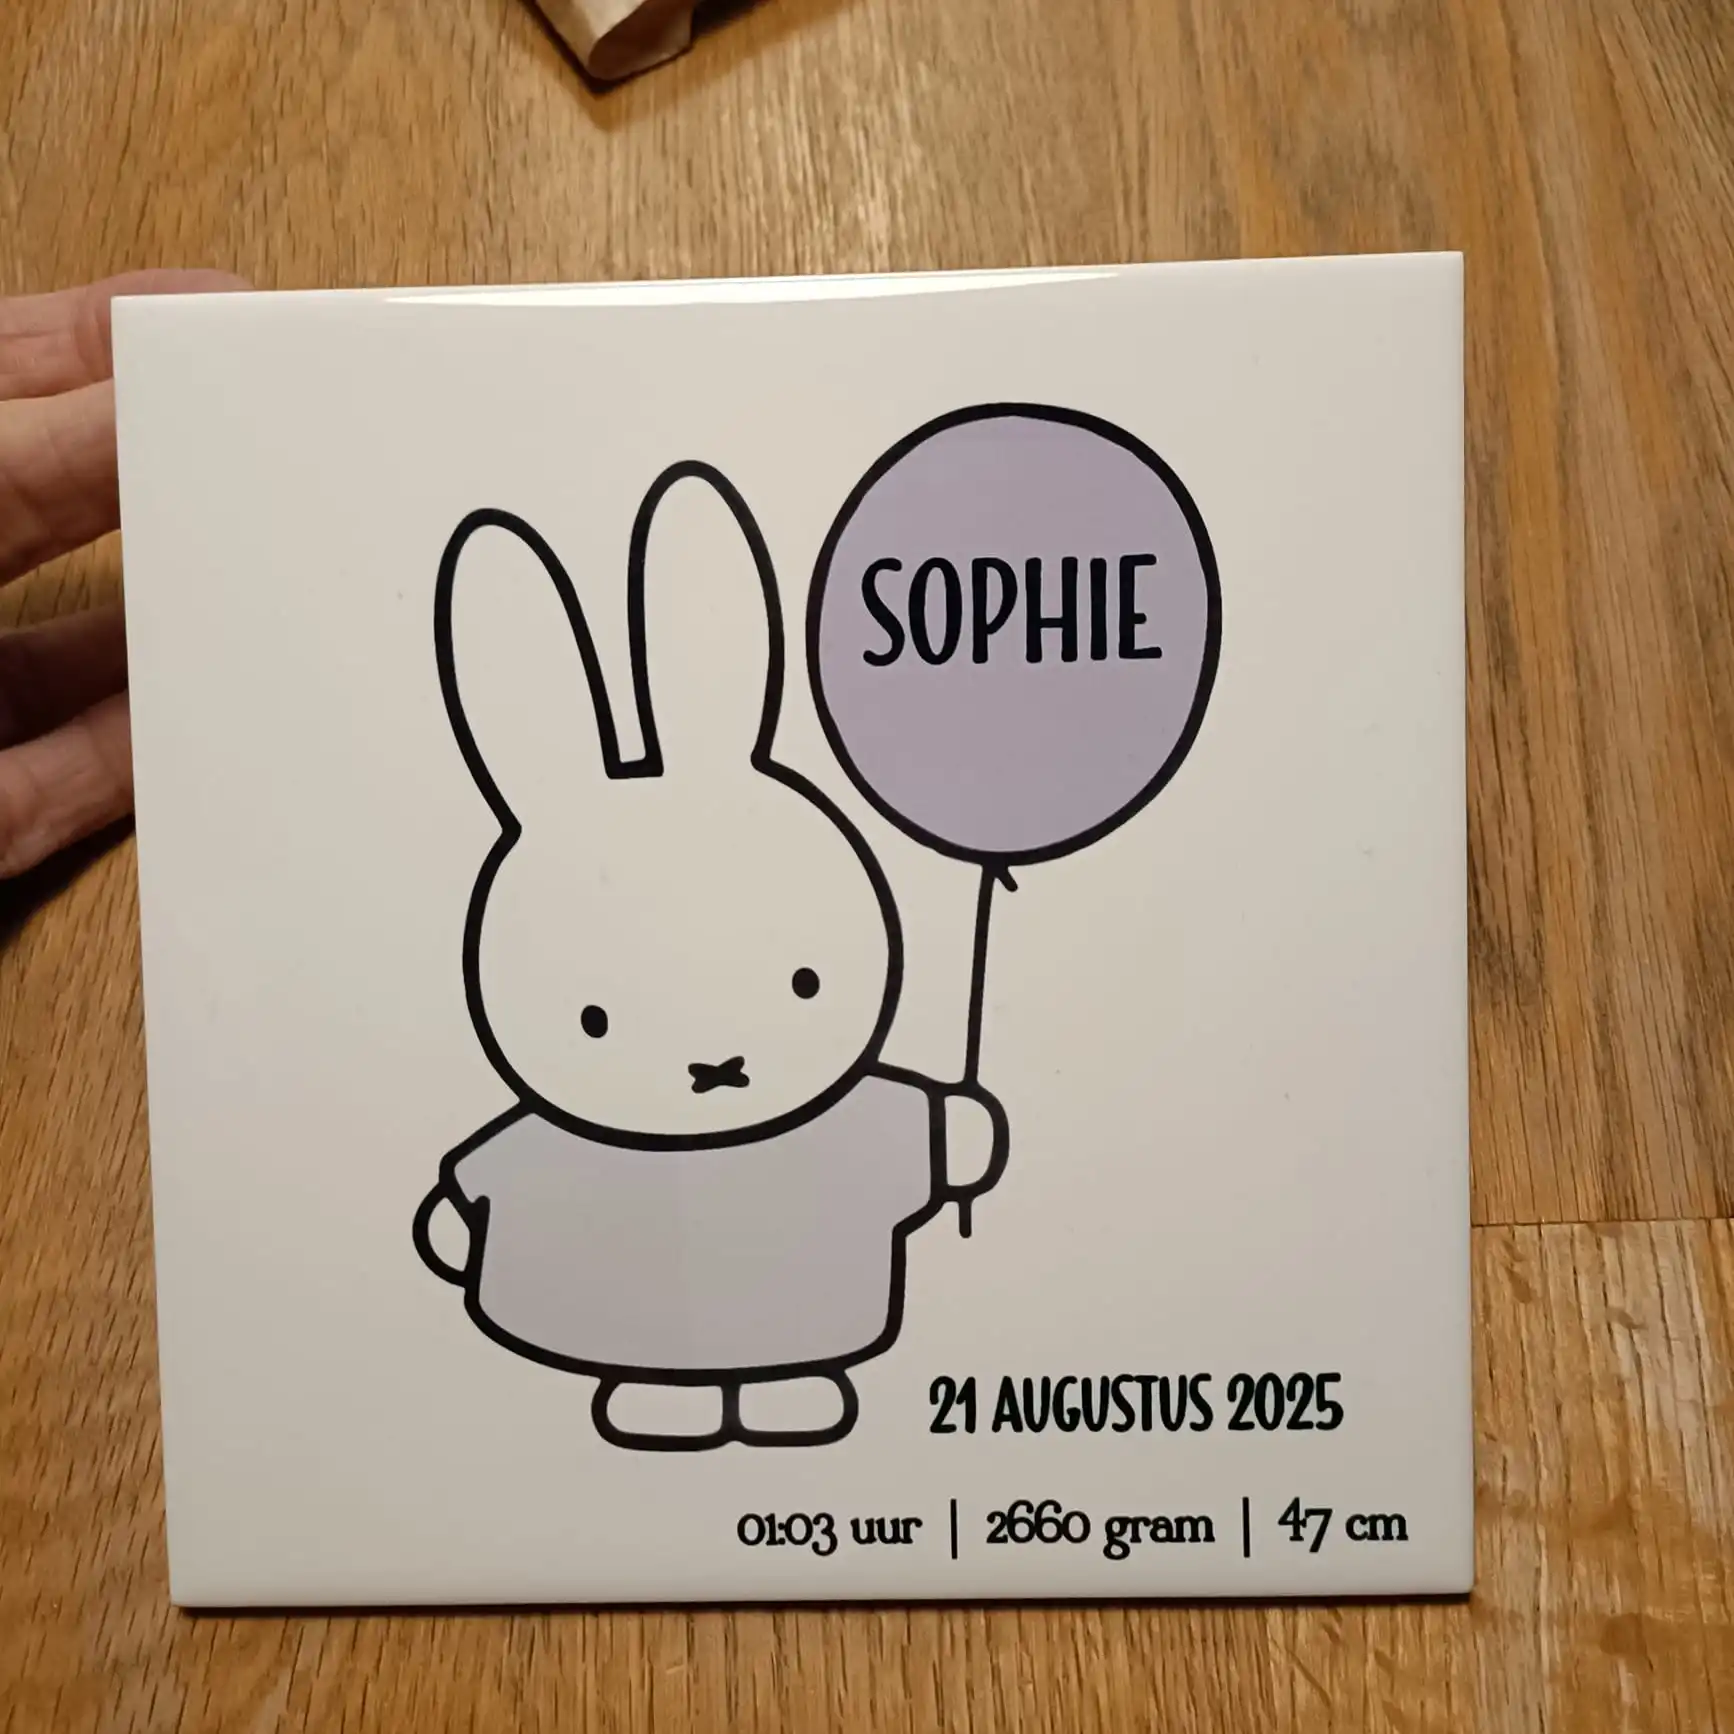 SOPHIE
21 AUGUSTUS 2025
01:03 uur | 2660 gram | 47 cm